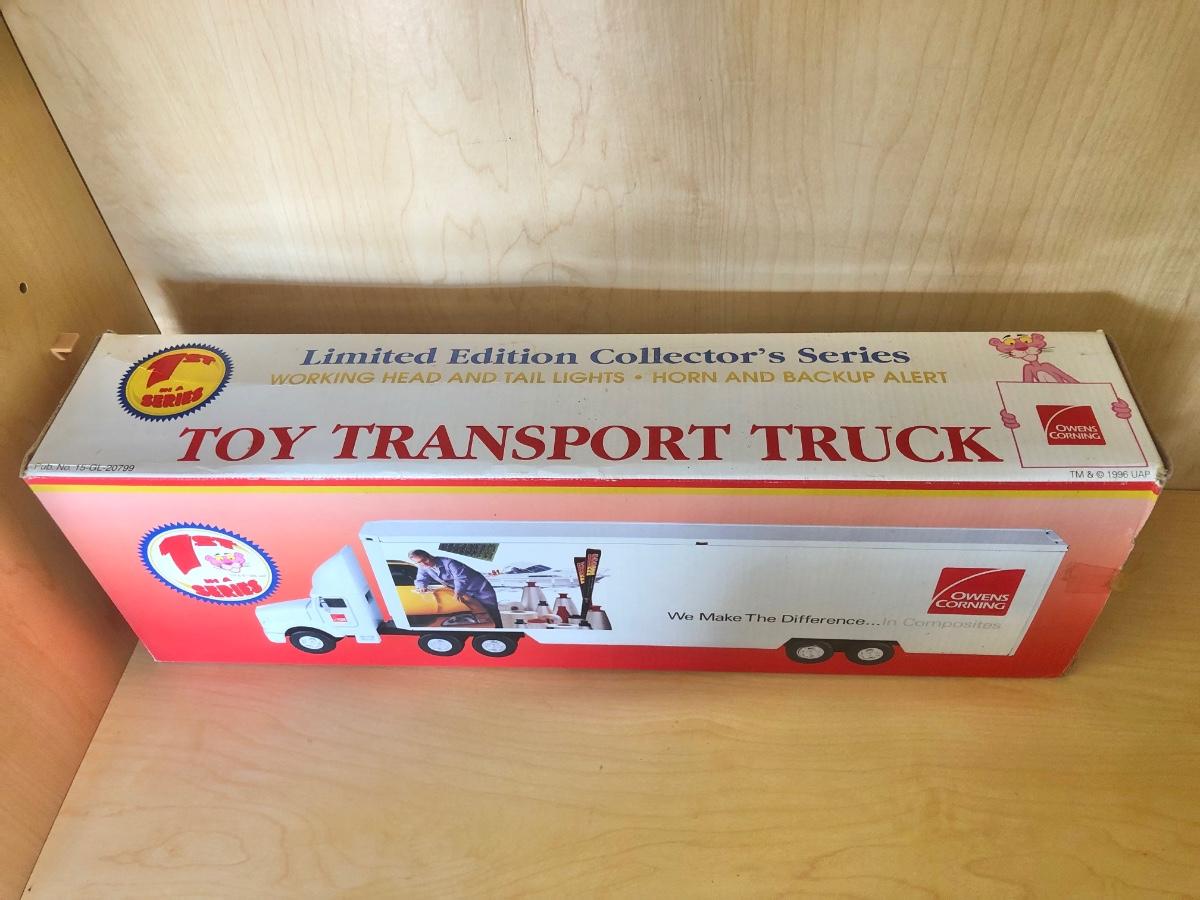 1ST
IN A
SERIES
Limited Edition Collector's Series
WORKING HEAD AND TAIL LIGHTS • HORN AND BACKUP ALERT
TOY TRANSPORT TRUCK
OWENS
CORNING
Pub. No. 15-GL-20799
TM & © 1996 UAP
1ST
IN A
SERIES
We Make The Difference...In Composites
OWENS
CORNING